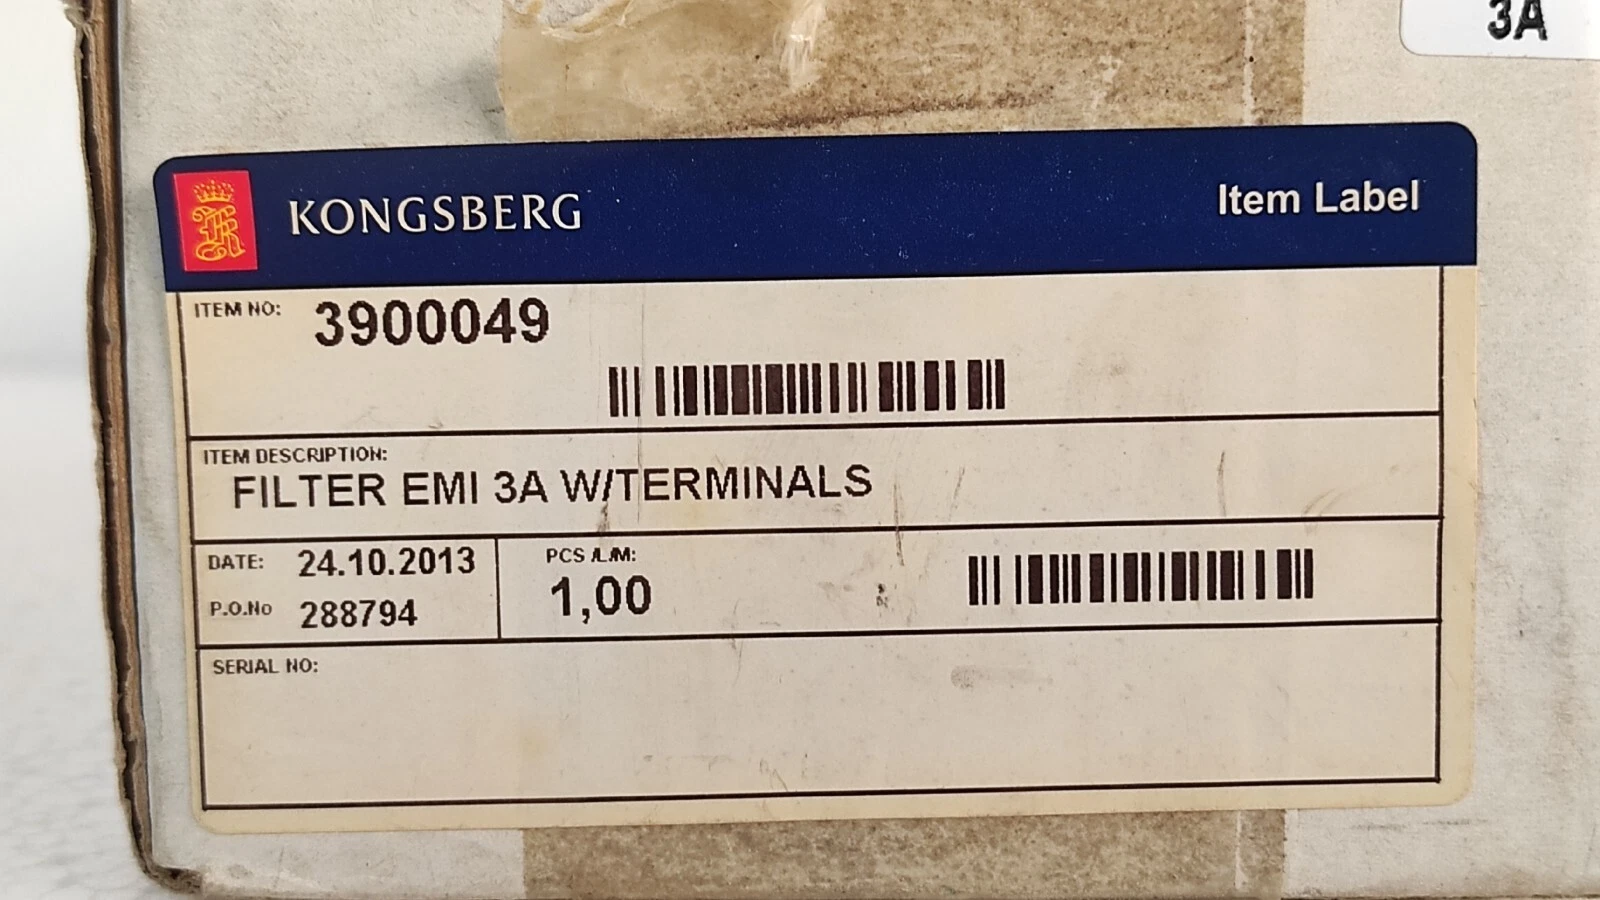 3A
KONGSBERG
Item Label
ITEM NO: 3900049
ITEM DESCRIPTION:
FILTER EMI 3A W/TERMINALS
DATE: 24.10.2013
P.O.No 288794
PCS /L/M:
1,00
SERIAL NO: